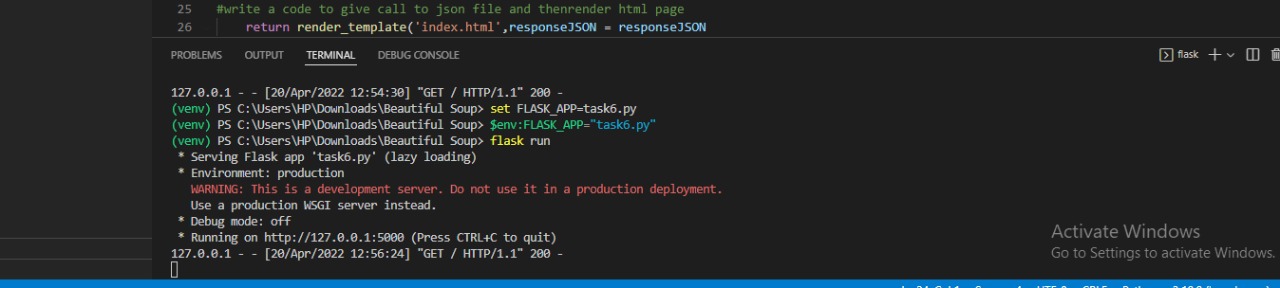 25 #write a code to give call to json file and thenrender html page
26 return render_template('index.html',responseJSON = responseJSON
PROBLEMS OUTPUT TERMINAL DEBUG CONSOLE flask
127.0.0.1 - - [20/Apr/2022 12:54:30] "GET / HTTP/1.1" 200 -
(venv) PS C:\Users\HP\Downloads\Beautiful Soup> set FLASK_APP=task6.py
(venv) PS C:\Users\HP\Downloads\Beautiful Soup> $env:FLASK_APP="task6.py"
(venv) PS C:\Users\HP\Downloads\Beautiful Soup> flask run
* Serving Flask app 'task6.py' (lazy loading)
* Environment: production
WARNING: This is a development server. Do not use it in a production deployment.
Use a production WSGI server instead.
* Debug mode: off
* Running on http://127.0.0.1:5000 (Press CTRL+C to quit)
127.0.0.1 - - [20/Apr/2022 12:56:24] "GET / HTTP/1.1" 200 -
Activate Windows
Go to Settings to activate Windows.